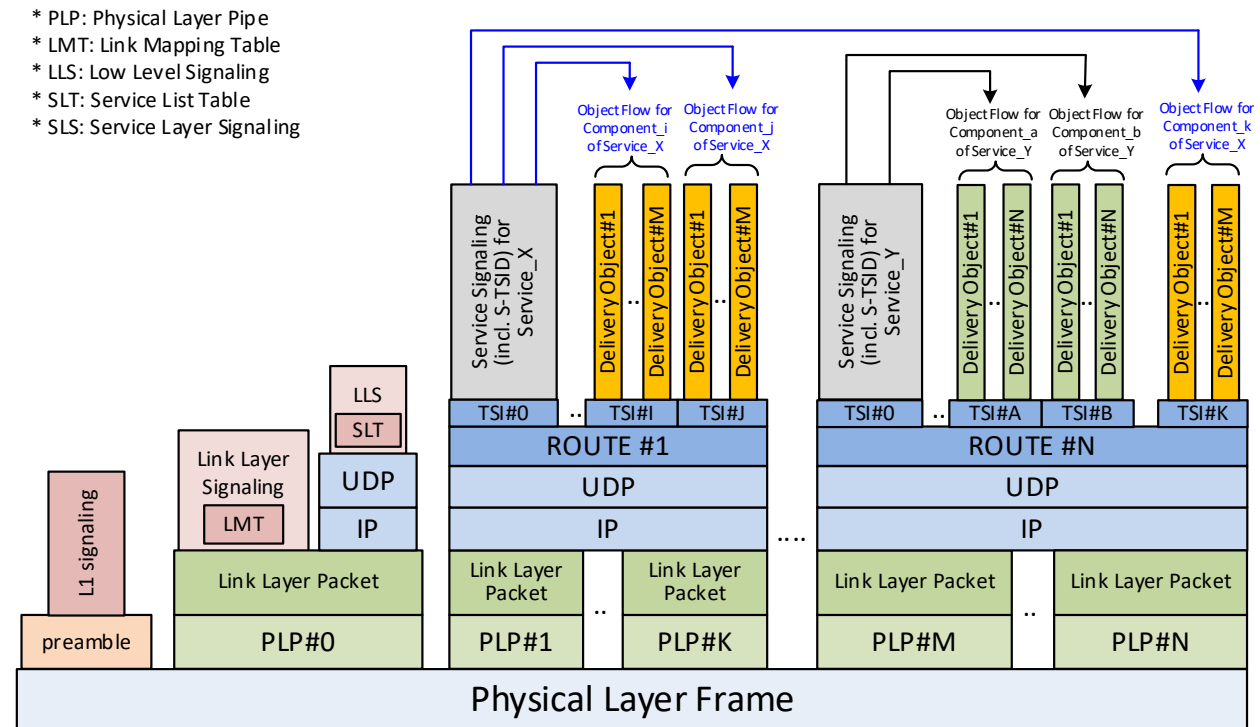 * PLP: Physical Layer Pipe
* LMT: Link Mapping Table
* LLS: Low Level Signaling
* SLT: Service List Table
* SLS: Service Layer Signaling
Object Flow for
Component_i
of Service_X
Object Flow for
Component_j
of Service_X
Object Flow for
Component_a
of Service_Y
Object Flow for
Component_b
of Service_Y
Object Flow for
Component_k
of Service_X
Service Signaling
(incl. S-TSID) for
Service_X
Delivery Object#1
..
Delivery Object#M
..
Delivery Object#1
..
Delivery Object#M
Service Signaling
(incl. S-TSID) for
Service_Y
Delivery Object#1
..
Delivery Object#N
Delivery Object#1
..
Delivery Object#N
Delivery Object#1
..
Delivery Object#M
LLS
SLT
TSI#0
..
TSI#I
TSI#J
TSI#0
..
TSI#A
TSI#B
..
TSI#K
ROUTE #1
ROUTE #N
Link Layer
Signaling
LMT
UDP
UDP
UDP
L1 signaling
IP
IP
....
IP
Link Layer Packet
Link Layer
Packet
..
Link Layer
Packet
Link Layer Packet
..
Link Layer Packet
preamble
PLP#0
PLP#1
PLP#K
PLP#M
PLP#N
Physical Layer Frame